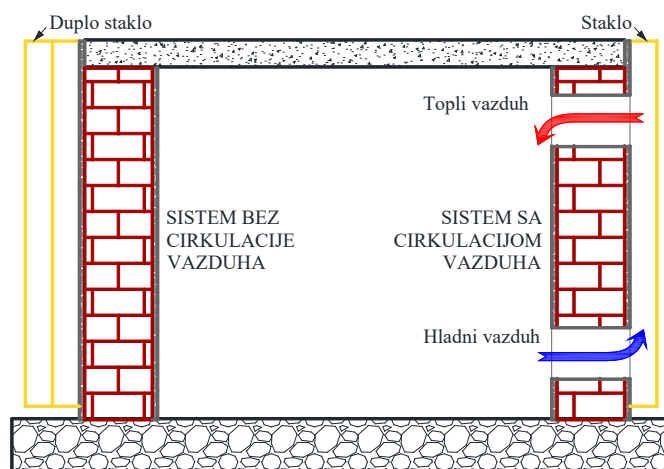 Duplo staklo
Staklo
Topli vazduh
SISTEM BEZ
CIRKULACIJE
VAZDUHA
SISTEM SA
CIRKULACIJOM
VAZDUHA
Hladni vazduh